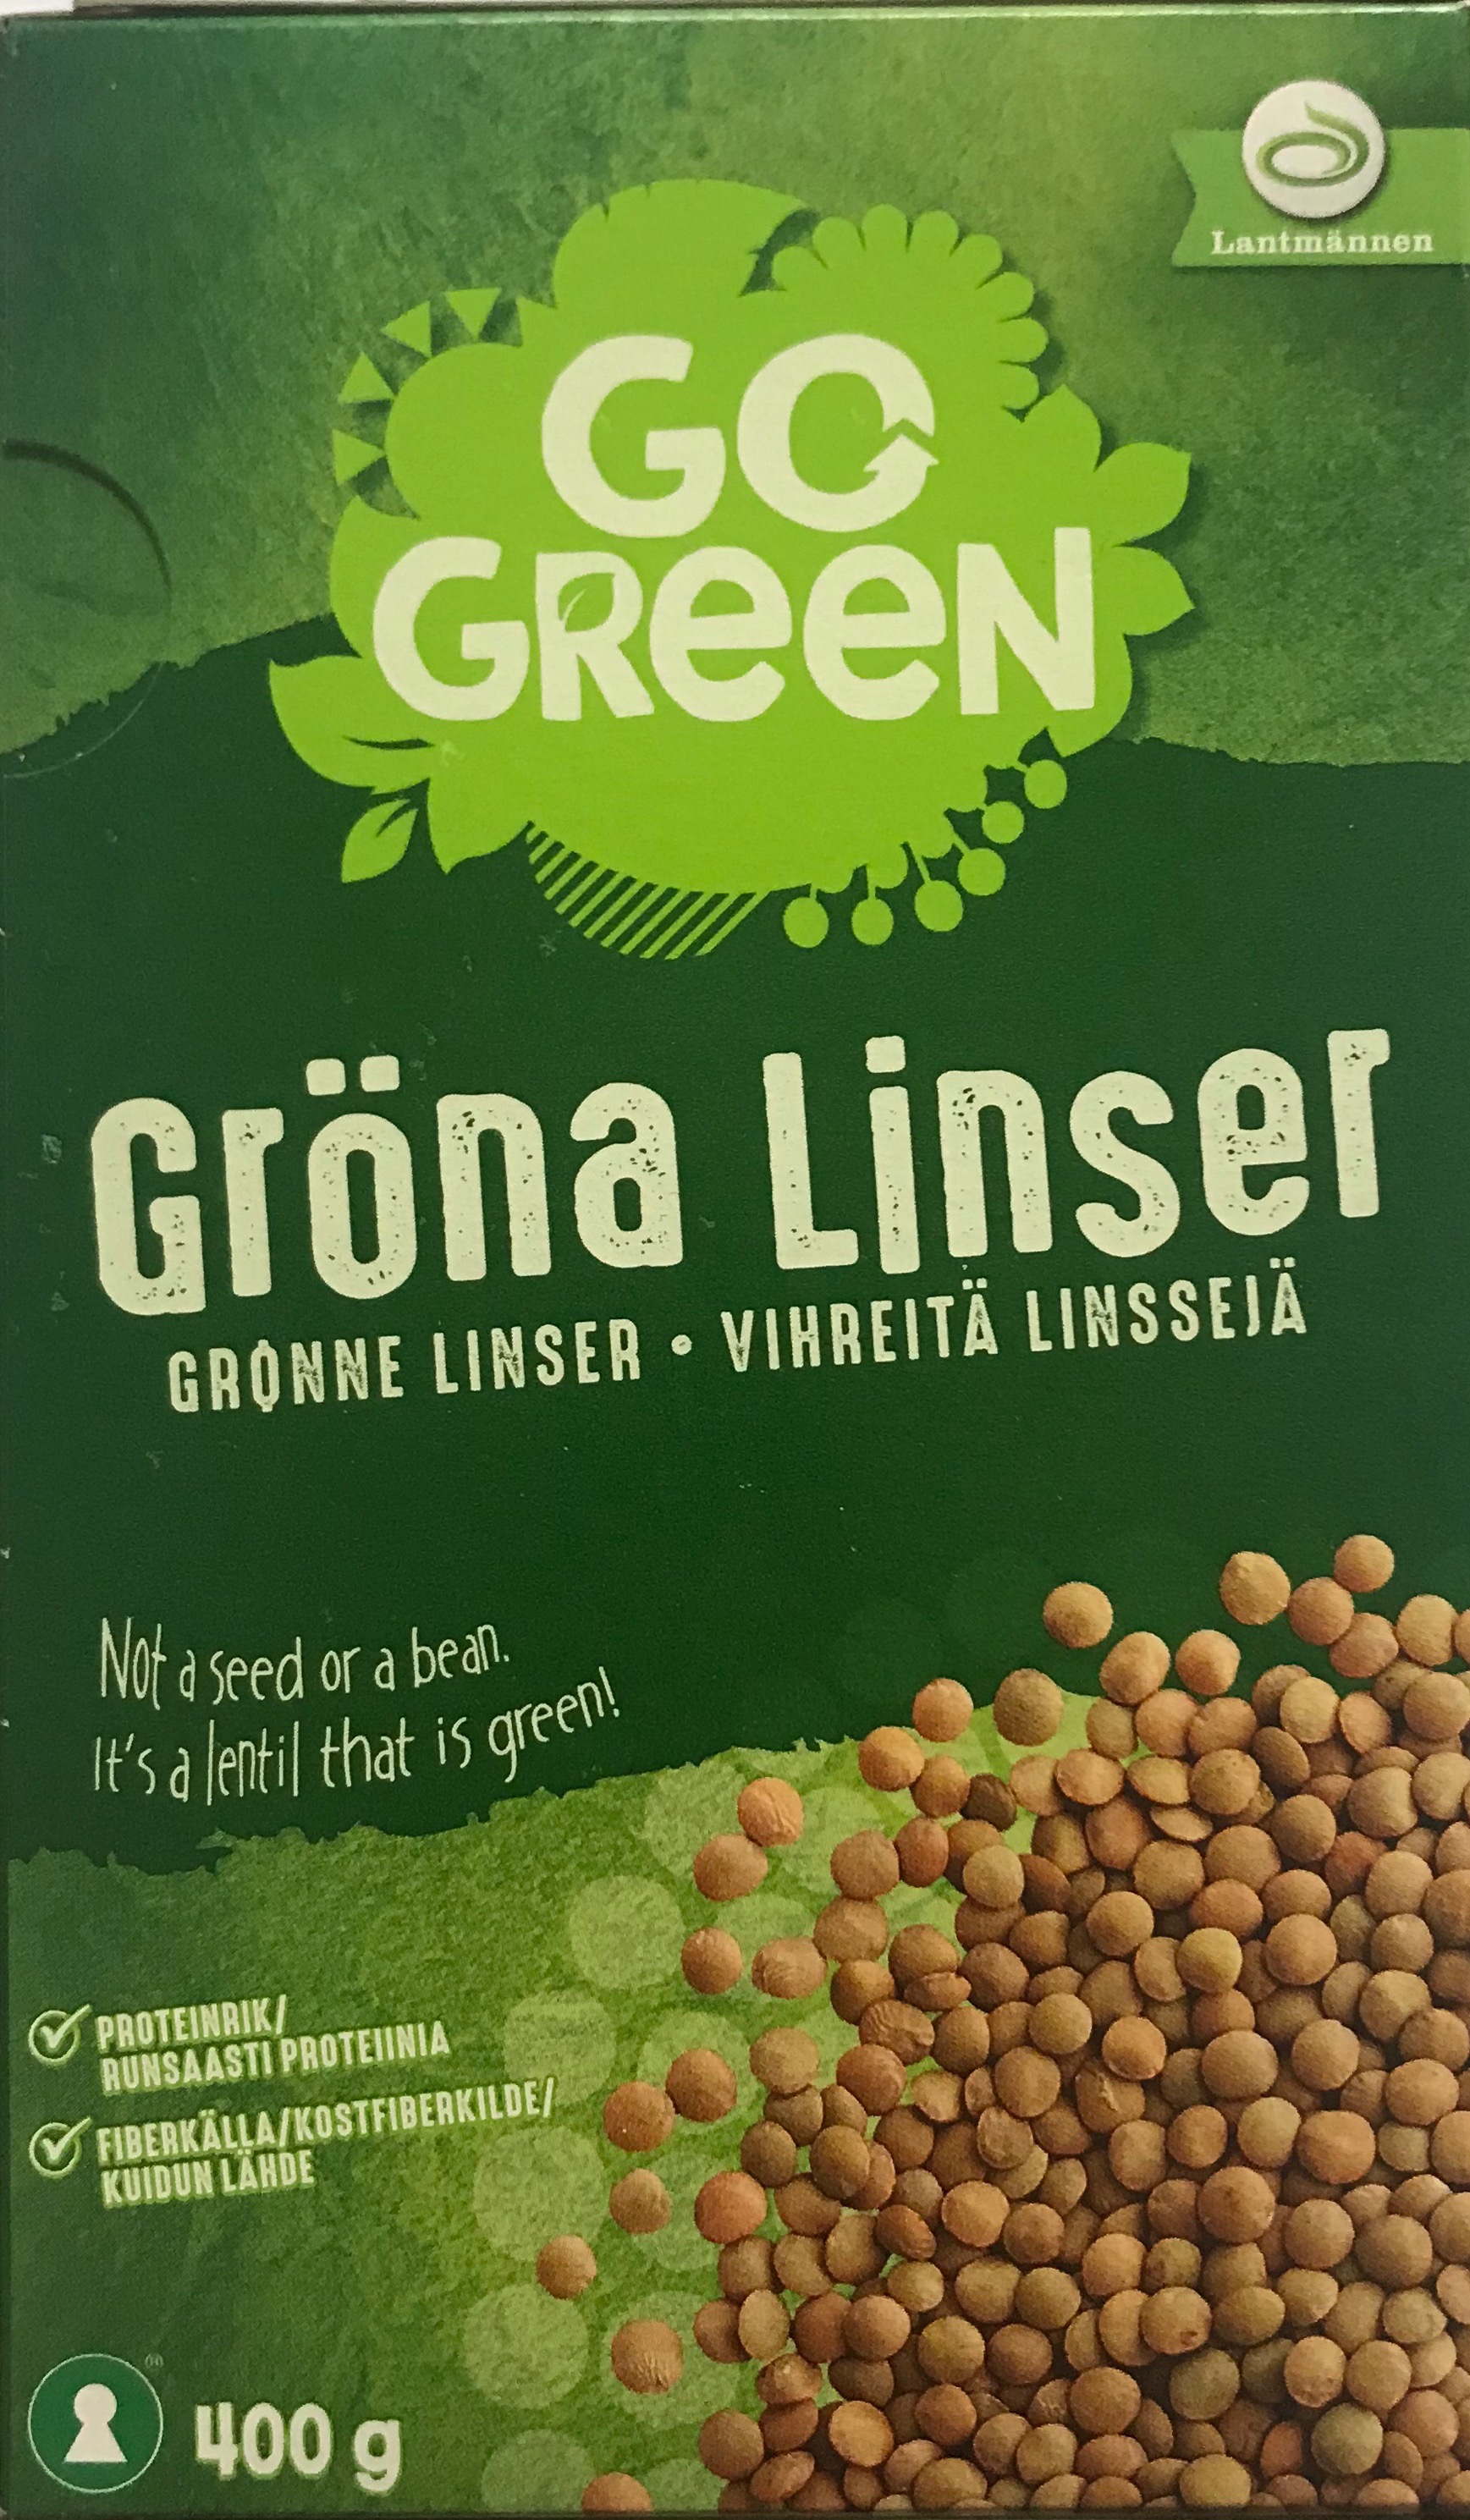 Lantmännen
GO
GREEN
Gröna Linser
GRØNNE LINSER • VIHREITÄ LINSSEJÄ
Not a seed or a bean.
It's a lentil that is green!
PROTEINRIK/
RUNSAASTI PROTEIINIA
FIBERKÄLLA/KOSTFIBERKILDE/
KUIDUN LÄHDE
400 g